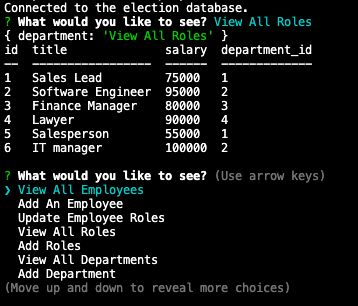 Connected to the election database.
? What would you like to see? View All Roles
{ department: 'View All Roles' }
id  title              salary  department_id
--  -----------------  ------  -------------
1   Sales Lead         75000   1
2   Software Engineer  95000   2
3   Finance Manager    80000   3
4   Lawyer             90000   4
5   Salesperson        55000   1
6   IT manager         100000  2
? What would you like to see? (Use arrow keys)
❯ View All Employees
  Add An Employee
  Update Employee Roles
  View All Roles
  Add Roles
  View All Departments
  Add Department
(Move up and down to reveal more choices)